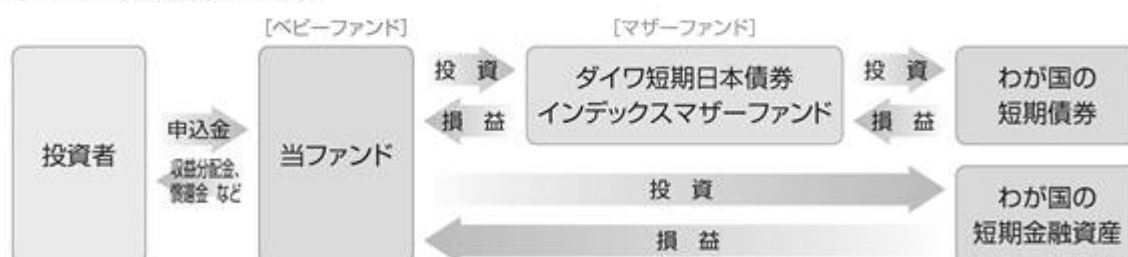 [ベビーファンド]
[マザーファンド]
投資者
申込金
収益分配金、
償還金 など
当ファンド
投 資
損 益
ダイワ短期日本債券
インデックスマザーファンド
投 資
損 益
わが国の
短期債券
投 資
損 益
わが国の
短期金融資産